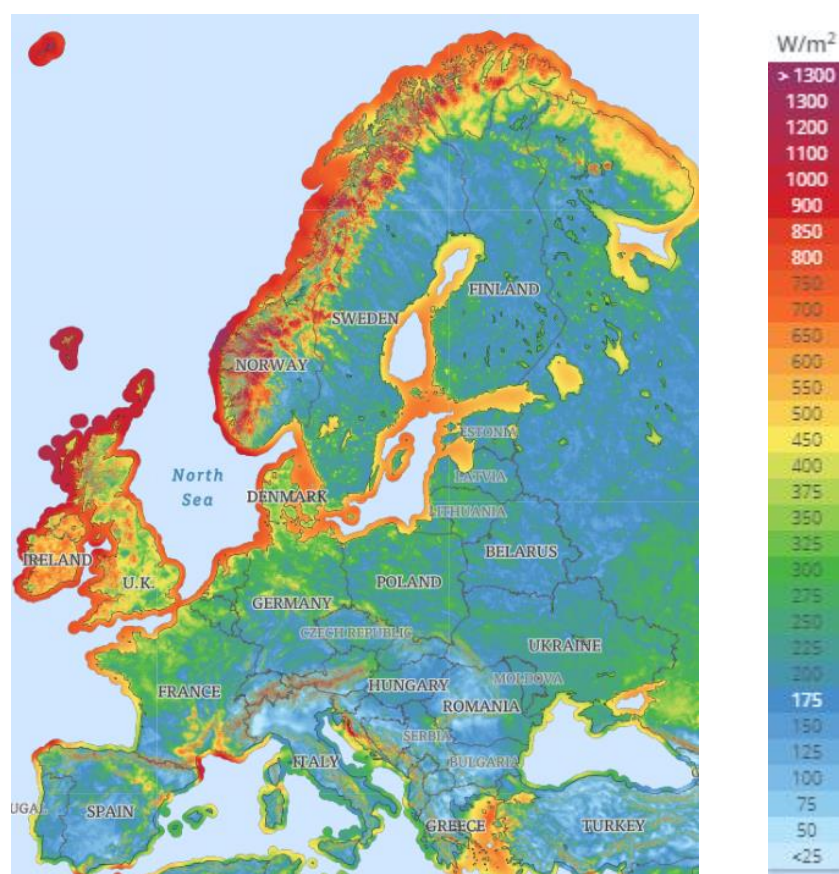 FINLAND
SWEDEN
NORWAY
ESTONIA
North
Sea
DENMARK
LATVIA
LITHUANIA
IRELAND
BELARUS
U.K.
POLAND
GERMANY
CZECH REPUBLIC
UKRAINE
FRANCE
HUNGARY
MOLDOVA
ROMANIA
SERBIA
ITALY
BULGARIA
UGAL
SPAIN
GREECE
TURKEY
W/m²
> 1300
1300
1200
1100
1000
900
850
800
750
700
650
600
550
500
450
400
375
350
325
300
275
250
225
200
175
150
125
100
75
50
<25